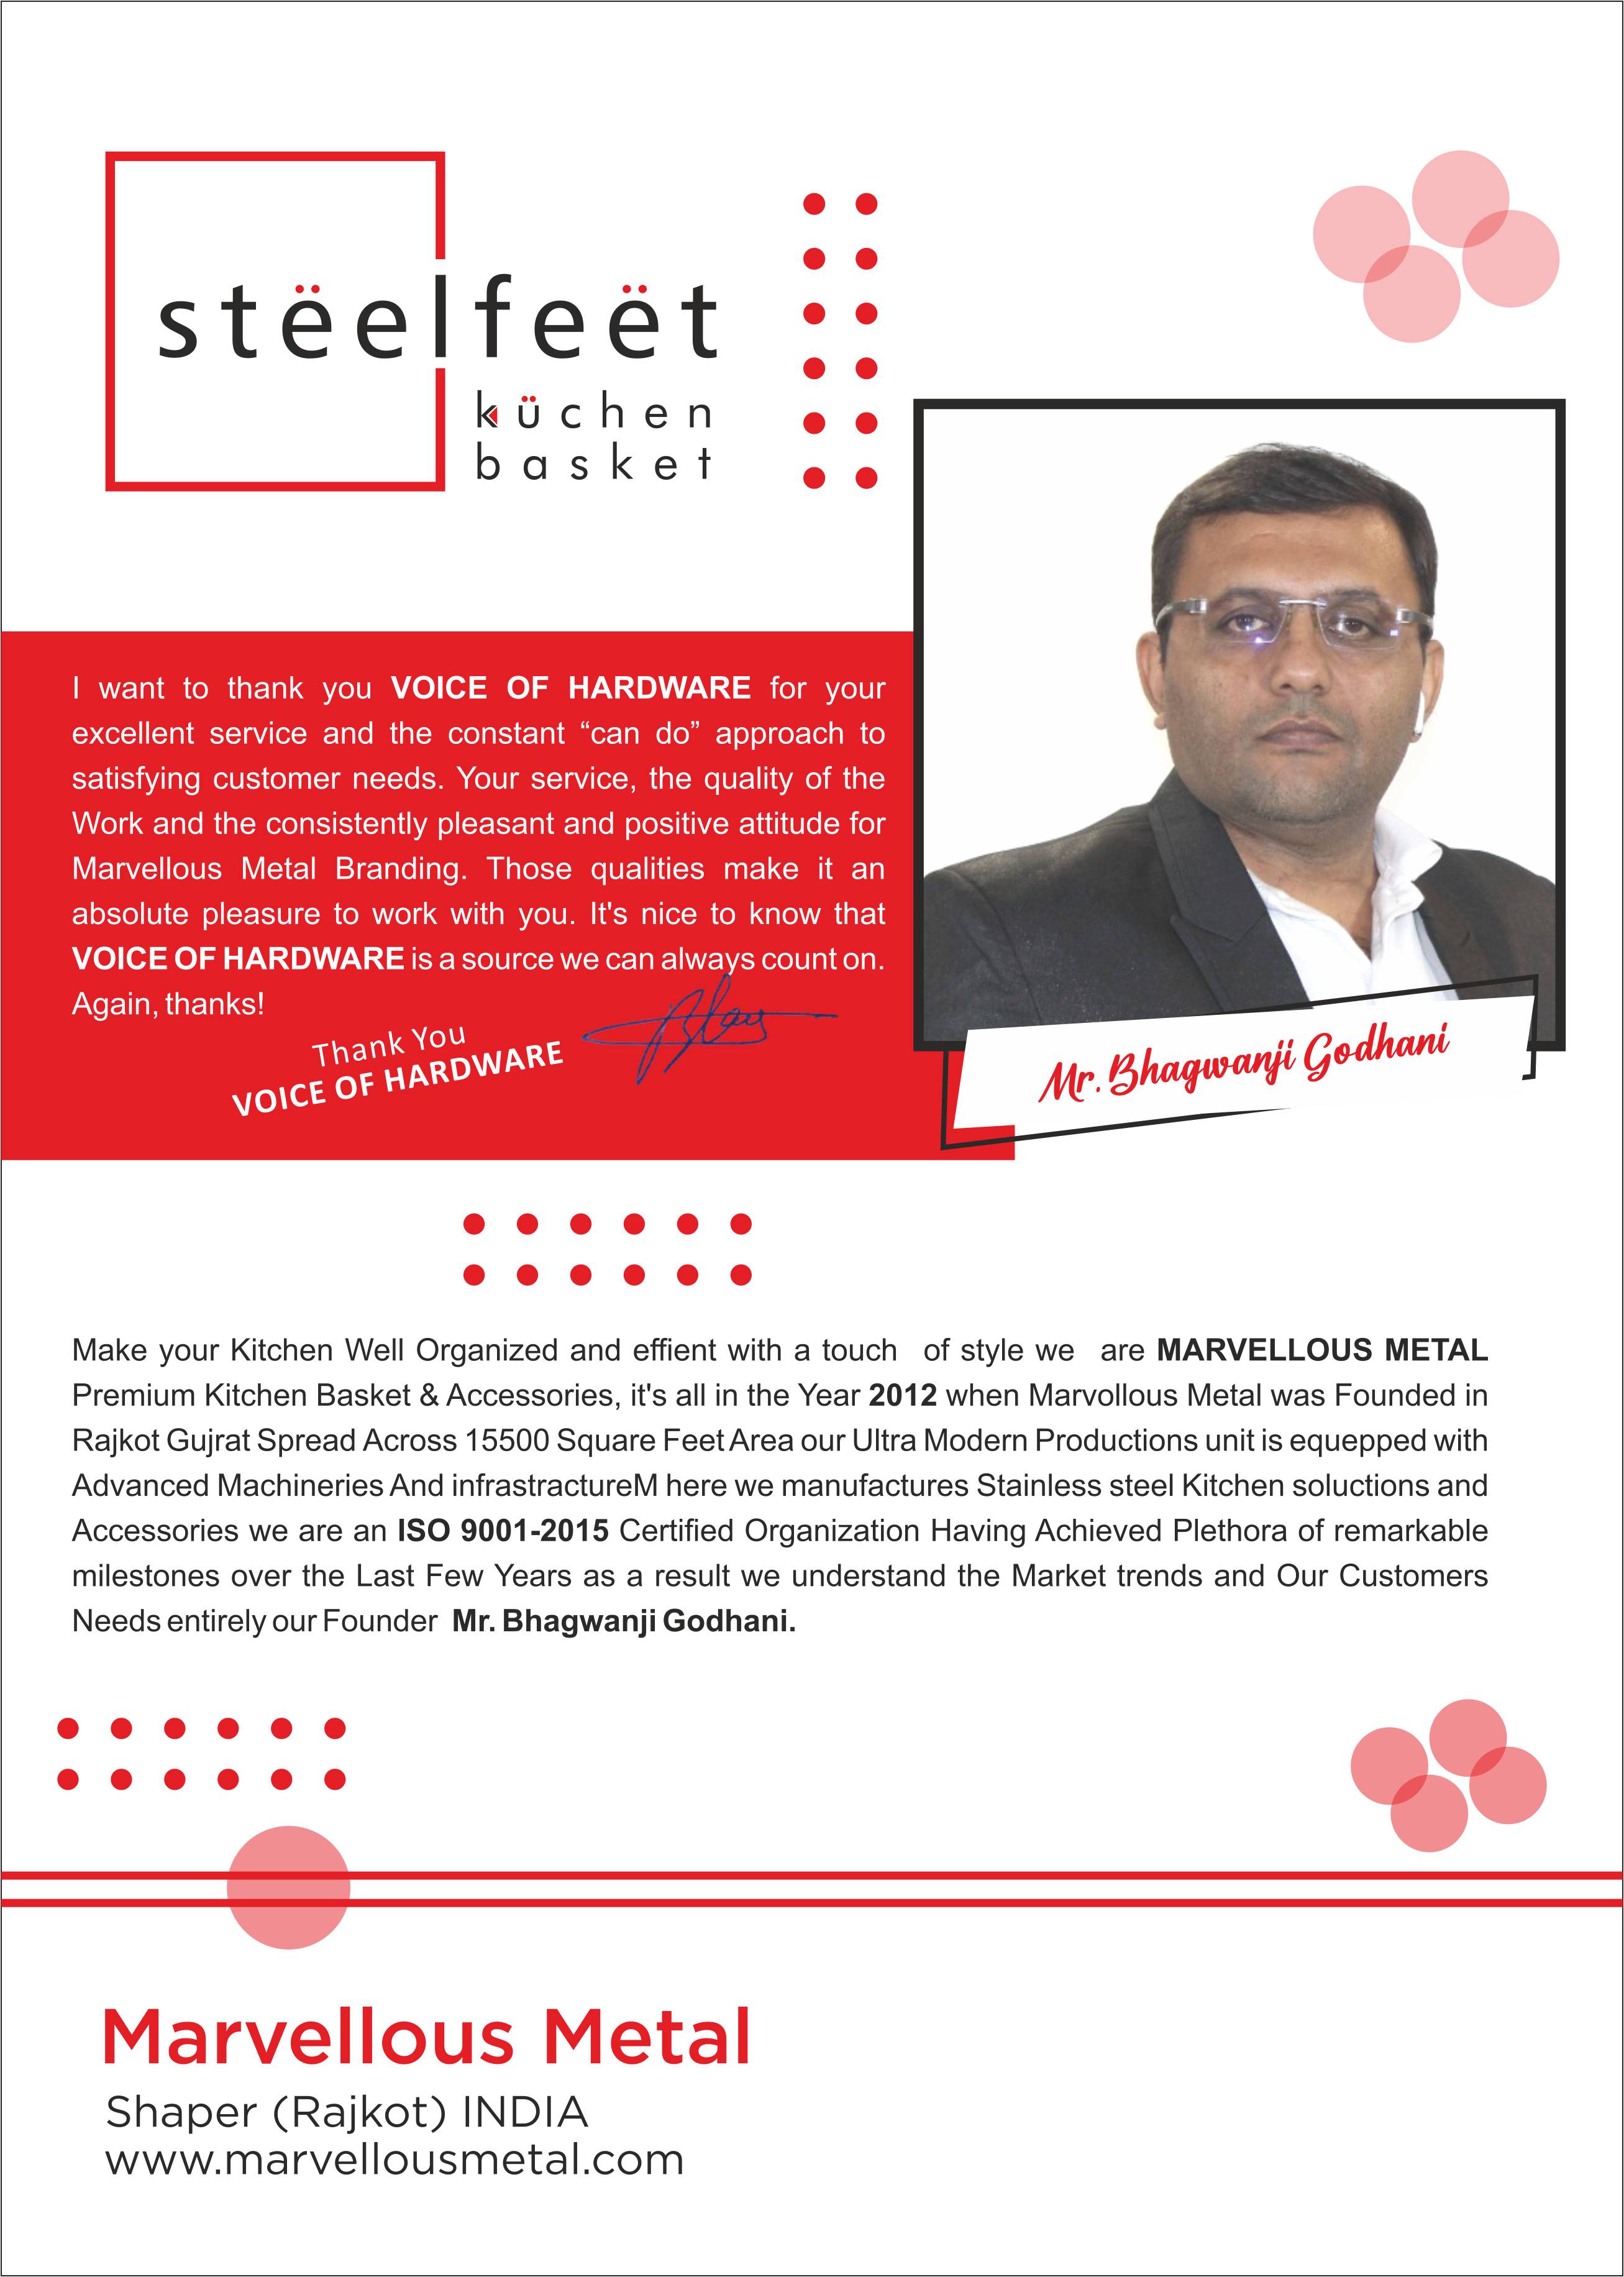 stëelfeët
küchen
basket
I want to thank you VOICE OF HARDWARE for your
excellent service and the constant “can do” approach to
satisfying customer needs. Your service, the quality of the
Work and the consistently pleasant and positive attitude for
Marvellous Metal Branding. Those qualities make it an
absolute pleasure to work with you. It's nice to know that
VOICE OF HARDWARE is a source we can always count on.
Again, thanks!
Thank You
VOICE OF HARDWARE
Mr. Bhagwanji Godhani
Make your Kitchen Well Organized and effient with a touch of style we are MARVELLOUS METAL
Premium Kitchen Basket & Accessories, it's all in the Year 2012 when Marvollous Metal was Founded in
Rajkot Gujrat Spread Across 15500 Square Feet Area our Ultra Modern Productions unit is equepped with
Advanced Machineries And infrastractureM here we manufactures Stainless steel Kitchen soluctions and
Accessories we are an ISO 9001-2015 Certified Organization Having Achieved Plethora of remarkable
milestones over the Last Few Years as a result we understand the Market trends and Our Customers
Needs entirely our Founder Mr. Bhagwanji Godhani.
Marvellous Metal
Shaper (Rajkot) INDIA
www.marvellousmetal.com